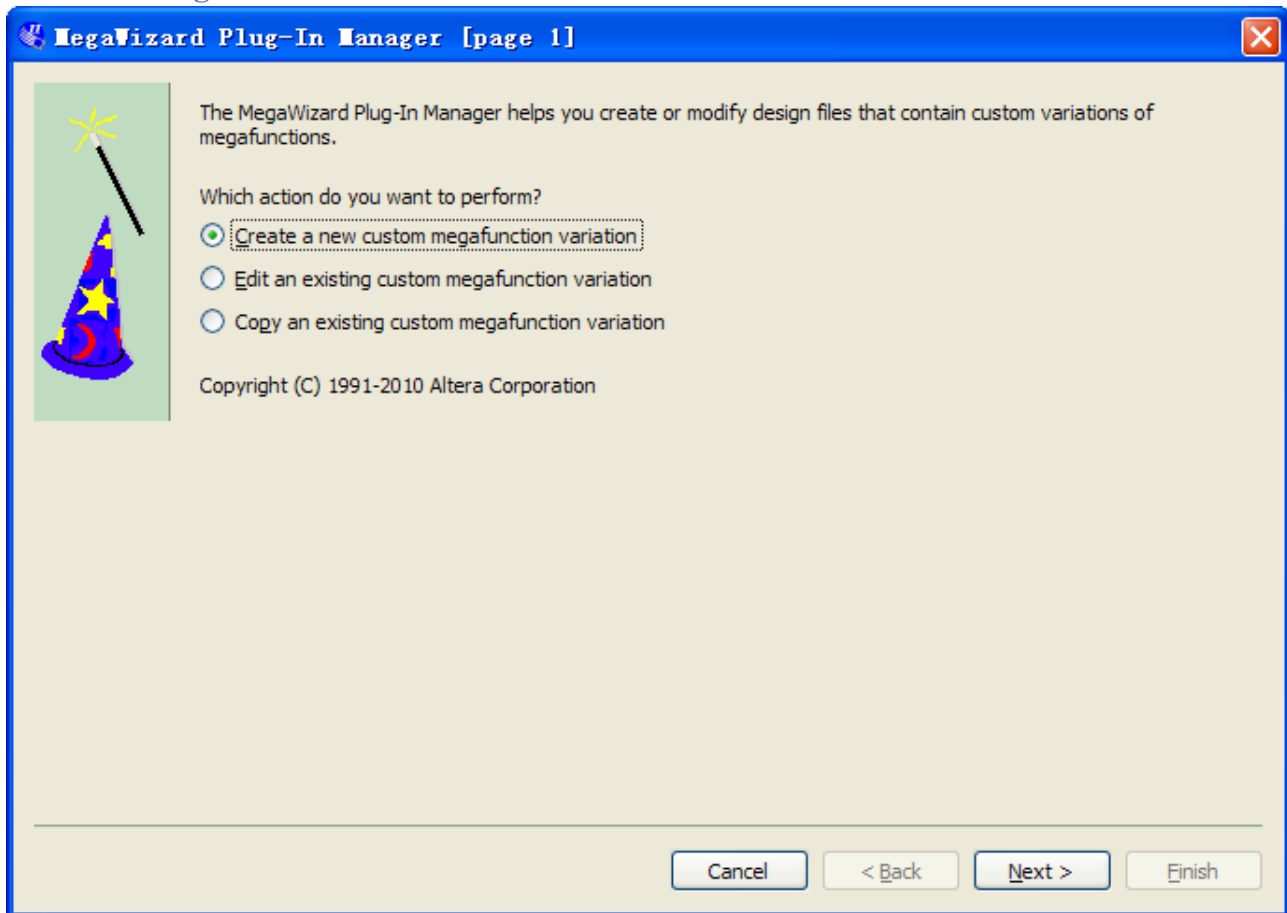 MegaWizard Plug-In Manager [page 1]
The MegaWizard Plug-In Manager helps you create or modify design files that contain custom variations of
megafunctions.
Which action do you want to perform?
Create a new custom megafunction variation
Edit an existing custom megafunction variation
Copy an existing custom megafunction variation
Copyright (C) 1991-2010 Altera Corporation
Cancel
< Back
Next >
Finish